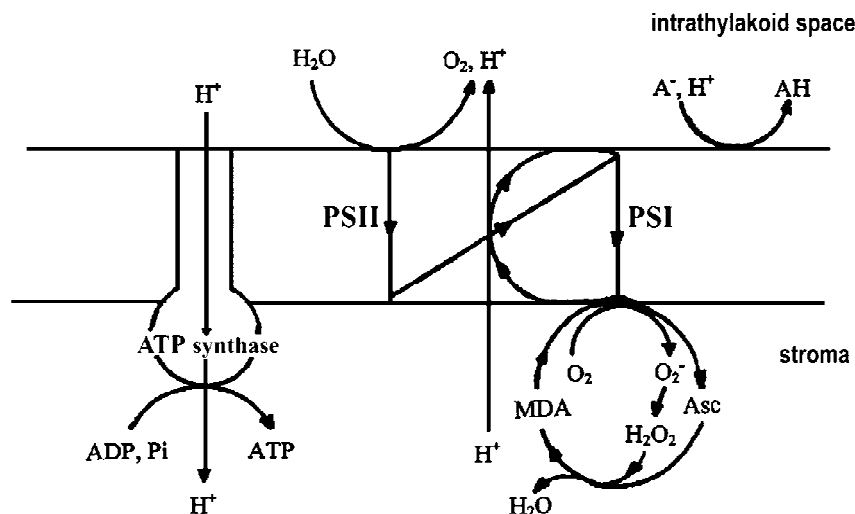 intrathylakoid space
H₂O
O₂, H⁺
H⁺
A⁻, H⁺
AH
PSII
PSI
ATP synthase
stroma
O₂
O₂⁻
MDA
Asc
H₂O₂
ADP, Pi
ATP
H⁺
H⁺
H₂O